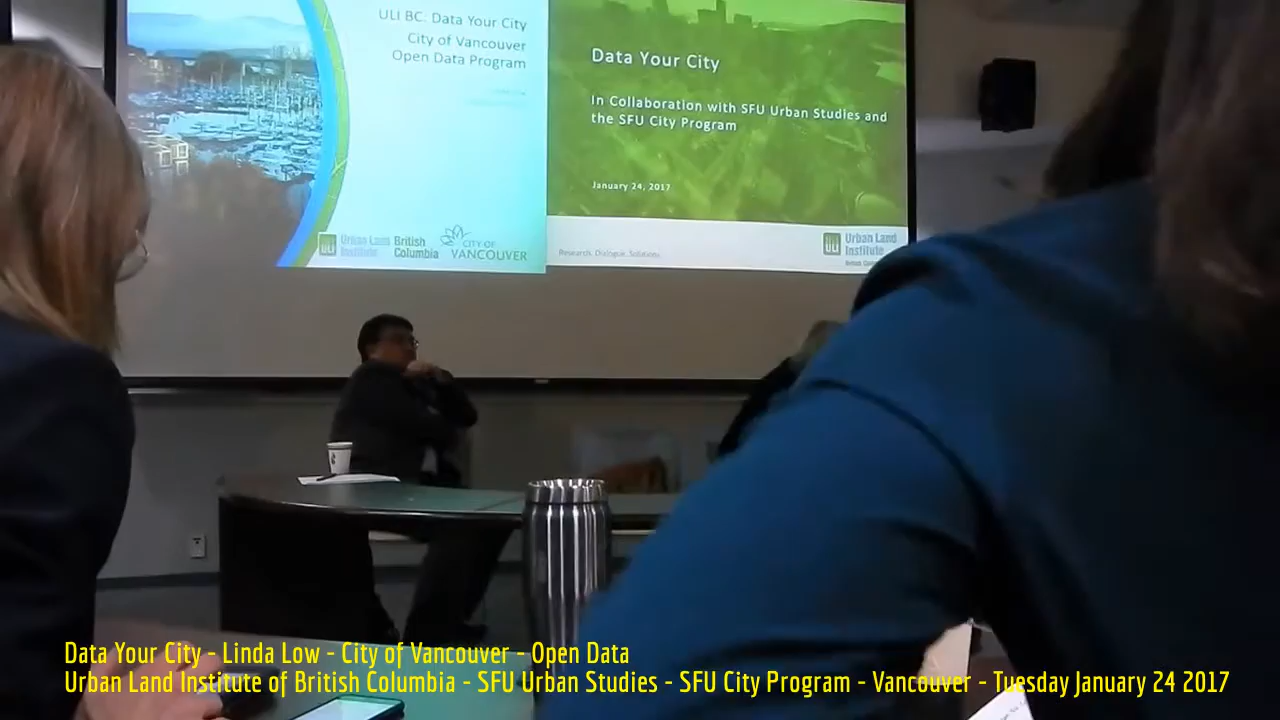 ULI BC: Data Your City
City of Vancouver
Open Data Program
ULI
Urban Land
Institute
British
Columbia
CITY OF
VANCOUVER
Data Your City
In Collaboration with SFU Urban Studies and
the SFU City Program
January 24, 2017
Research. Dialogue. Solutions.
ULI
Urban Land
Institute
British
Data Your City - Linda Low - City of Vancouver - Open Data
Urban Land Institute of British Columbia - SFU Urban Studies - SFU City Program - Vancouver - Tuesday January 24 2017